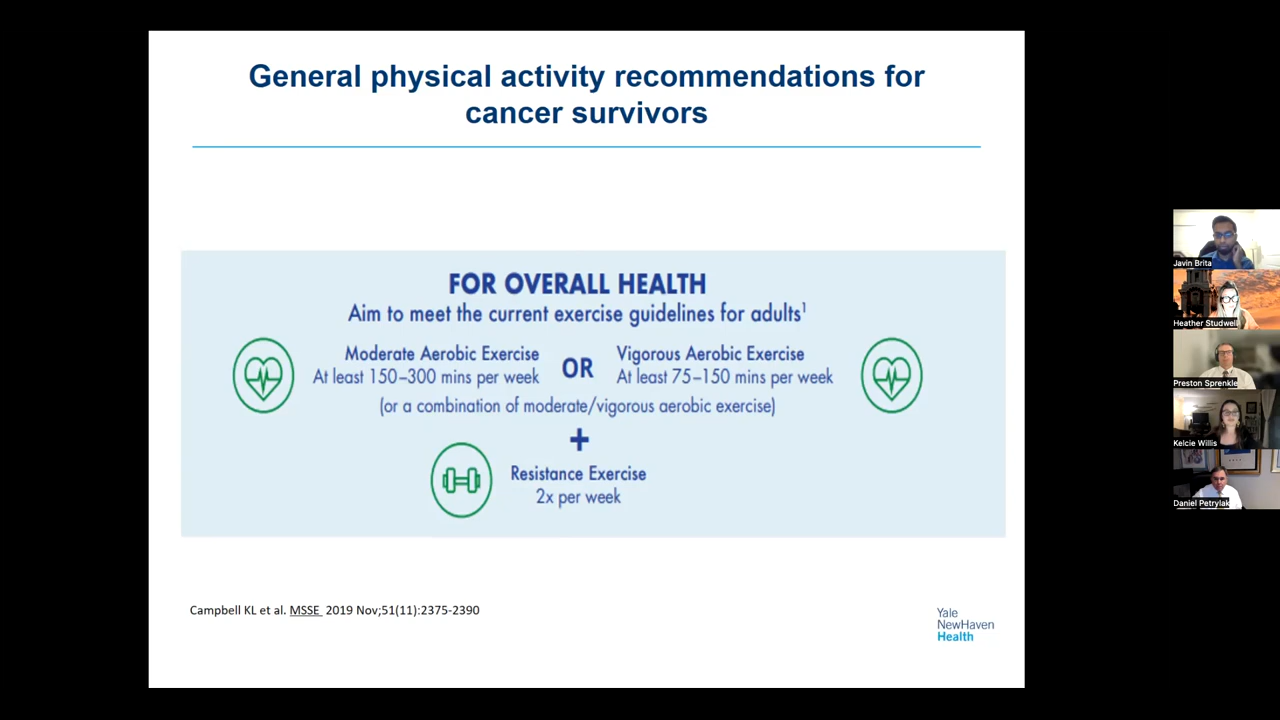 General physical activity recommendations for
cancer survivors
FOR OVERALL HEALTH
Aim to meet the current exercise guidelines for adults¹
Moderate Aerobic Exercise
At least 150–300 mins per week
OR
Vigorous Aerobic Exercise
At least 75–150 mins per week
(or a combination of moderate/vigorous aerobic exercise)
+
Resistance Exercise
2x per week
Campbell KL et al. MSSE 2019 Nov;51(11):2375-2390
Yale
NewHaven
Health
Javin Brita
Heather Studwell
Preston Sprenkle
Kelcie Willis
Daniel Petrylak